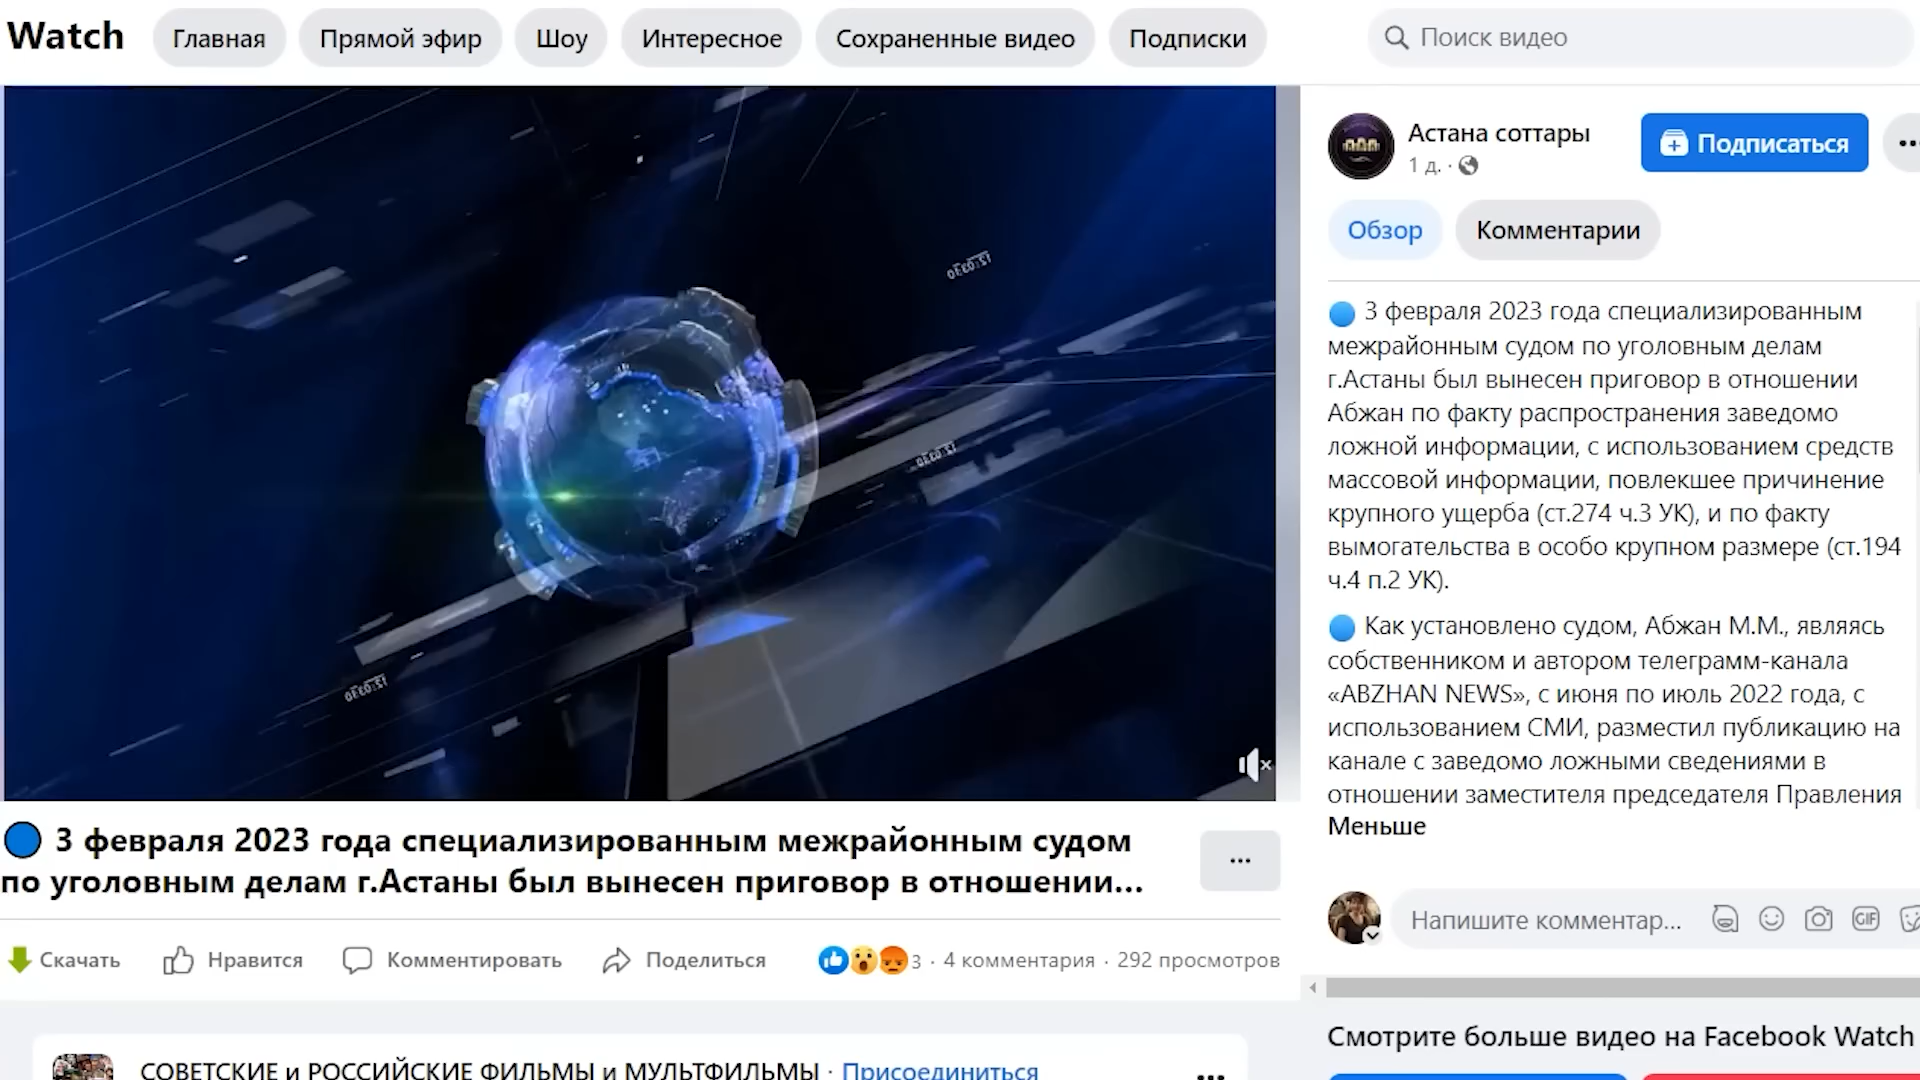 Watch
Главная
Прямой эфир
Шоу
Интересное
Сохраненные видео
Подписки
Поиск видео
Астана соттары
1 д. ·
Подписаться
Обзор
Комментарии
3 февраля 2023 года специализированным
межрайонным судом по уголовным делам
г.Астаны был вынесен приговор в отношении
Абжан по факту распространения заведомо
ложной информации, с использованием средств
массовой информации, повлекшее причинение
крупного ущерба (ст.274 ч.3 УК), и по факту
вымогательства в особо крупном размере (ст.194
ч.4 п.2 УК).
Как установлено судом, Абжан М.М., являясь
собственником и автором телеграмм-канала
«ABZHAN NEWS», с июня по июль 2022 года, с
использованием СМИ, разместил публикацию на
канале с заведомо ложными сведениями в
отношении заместителя председателя Правления
Меньше
3 февраля 2023 года специализированным межрайонным судом
по уголовным делам г.Астаны был вынесен приговор в отношении...
Скачать
Нравится
Комментировать
Поделиться
3 · 4 комментария · 292 просмотров
Напишите комментар...
GIF
Смотрите больше видео на Facebook Watch
СОВЕТСКИЕ и РОССИЙСКИЕ ФИЛЬМЫ и МУЛЬТФИЛЬМЫ · Присоединиться